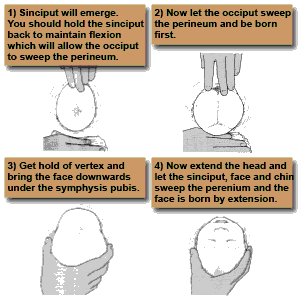 1) Sinciput will emerge.
You should hold the sinciput
back to maintain flexion
which will allow the occiput
to sweep the perineum.
2) Now let the occiput sweep
the perineum and be born
first.
3) Get hold of vertex and
bring the face downwards
under the symphysis pubis.
4) Now extend the head and
let the sinciput, face and chin
sweep the perenium and the
face is born by extension.